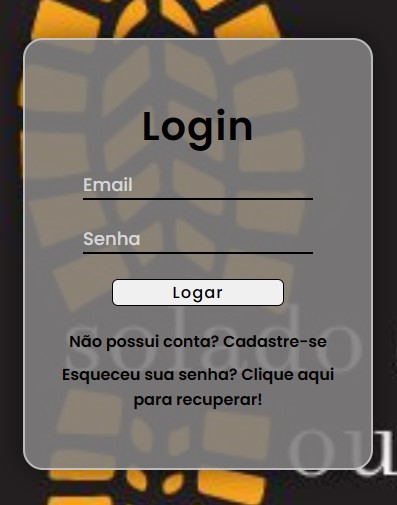 Login
Email
Senha
Logar
solado
Não possui conta? Cadastre-se
Esqueceu sua senha? Clique aqui
para recuperar!
ou